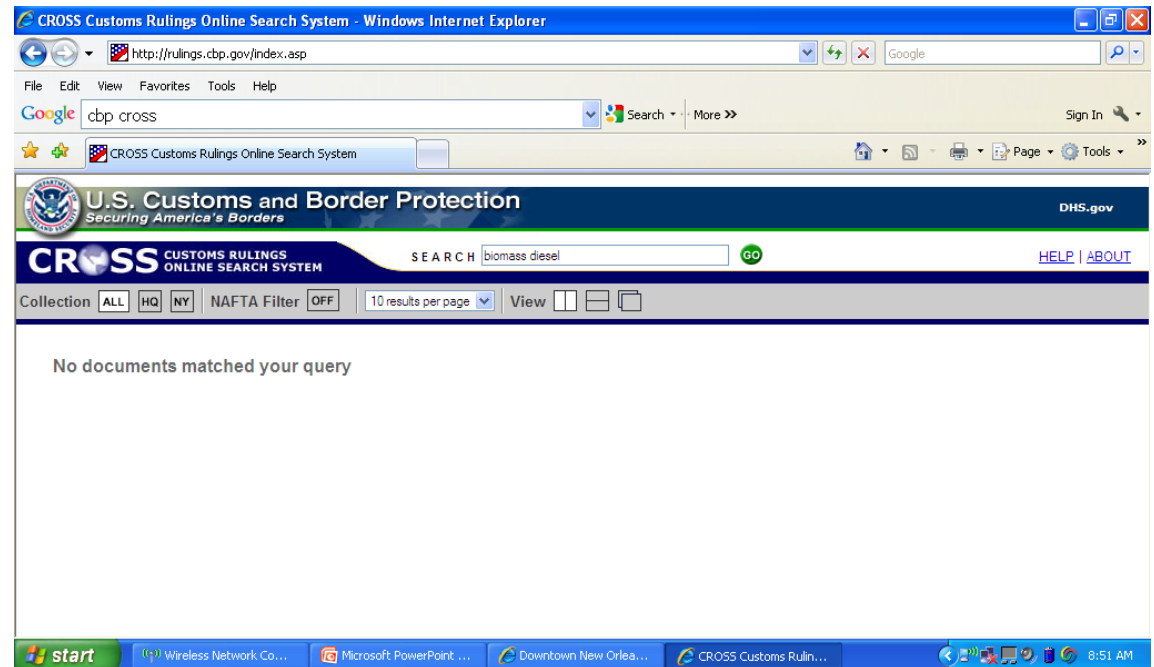 CROSS Customs Rulings Online Search System - Windows Internet Explorer
http://rulings.cbp.gov/index.asp
Google
File Edit View Favorites Tools Help
Google cbp cross Search More >> Sign In
CROSS Customs Rulings Online Search System Page Tools >>
U.S. Customs and Border Protection
Securing America's Borders
DHS.gov
CROSS CUSTOMS RULINGS
ONLINE SEARCH SYSTEM
SEARCH biomass diesel GO HELP | ABOUT
Collection ALL HQ NY NAFTA Filter OFF 10 results per page View
No documents matched your query
start Wireless Network Co... Microsoft PowerPoint ... Downtown New Orlea... CROSS Customs Rulin... 8:51 AM